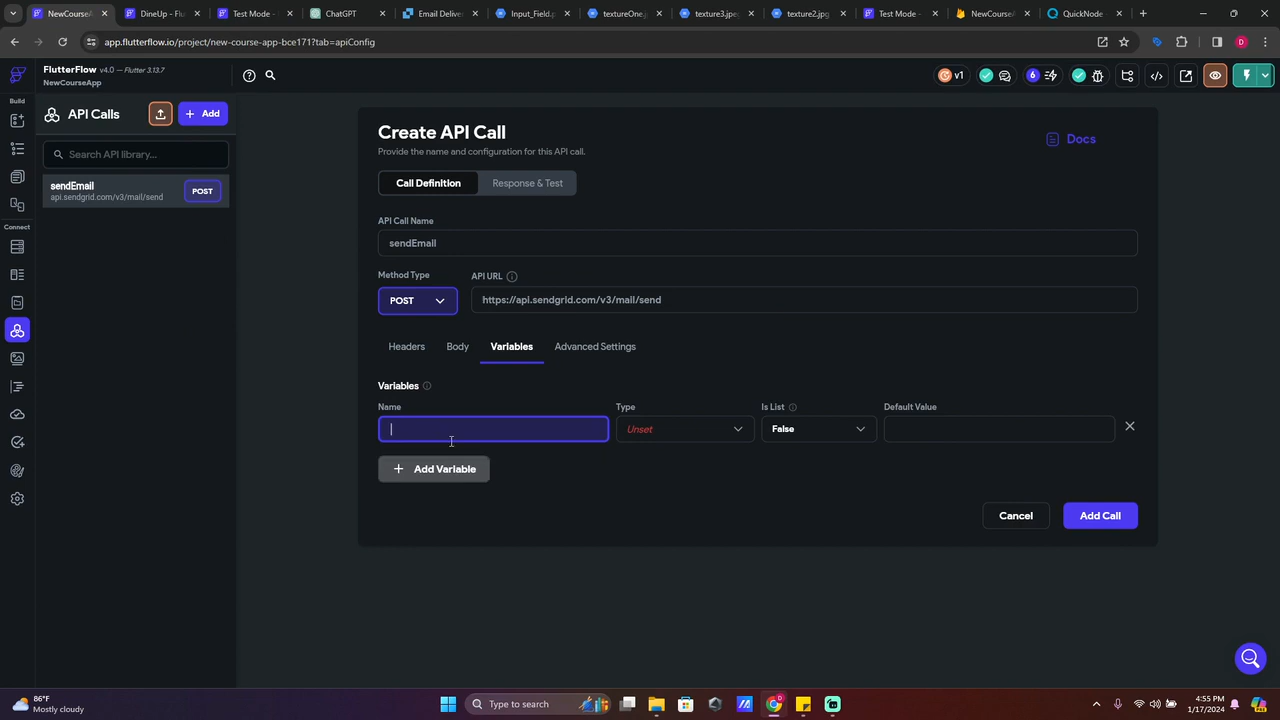 NewCourseA
DineUp - Flu
Test Mode -
ChatGPT
Email Deliver
Input_Field.p
textureOne.j
texture3.jpe
texture2.jpg
Test Mode -
NewCourseA
QuickNode
app.flutterflow.io/project/new-course-app-bce171?tab=apiConfig
D
FlutterFlow v4.0 — Flutter 3.13.7
NewCourseApp
v1
6
Build
API Calls
Add
Search API library...
sendEmail
api.sendgrid.com/v3/mail/send
POST
Connect
Create API Call
Provide the name and configuration for this API call.
Docs
Call Definition
Response & Test
API Call Name
sendEmail
Method Type
API URL
POST
https://api.sendgrid.com/v3/mail/send
Headers
Body
Variables
Advanced Settings
Variables
Name
Type
Is List
Default Value
Unset
False
Add Variable
Cancel
Add Call
86°F
Mostly cloudy
Type to search
4:55 PM
1/17/2024